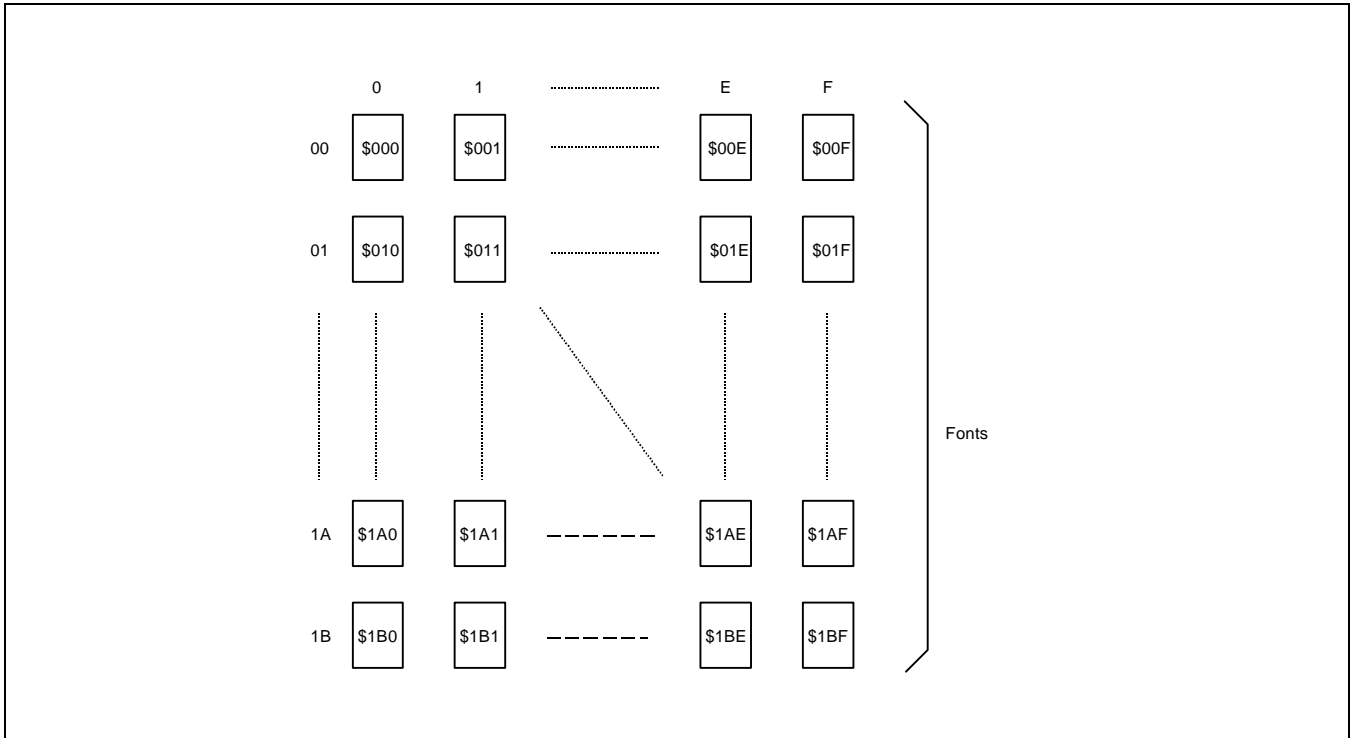 0 1 E F
00 $000 $001 $00E $00F
01 $010 $011 $01E $01F
Fonts
1A $1A0 $1A1 $1AE $1AF
1B $1B0 $1B1 $1BE $1BF